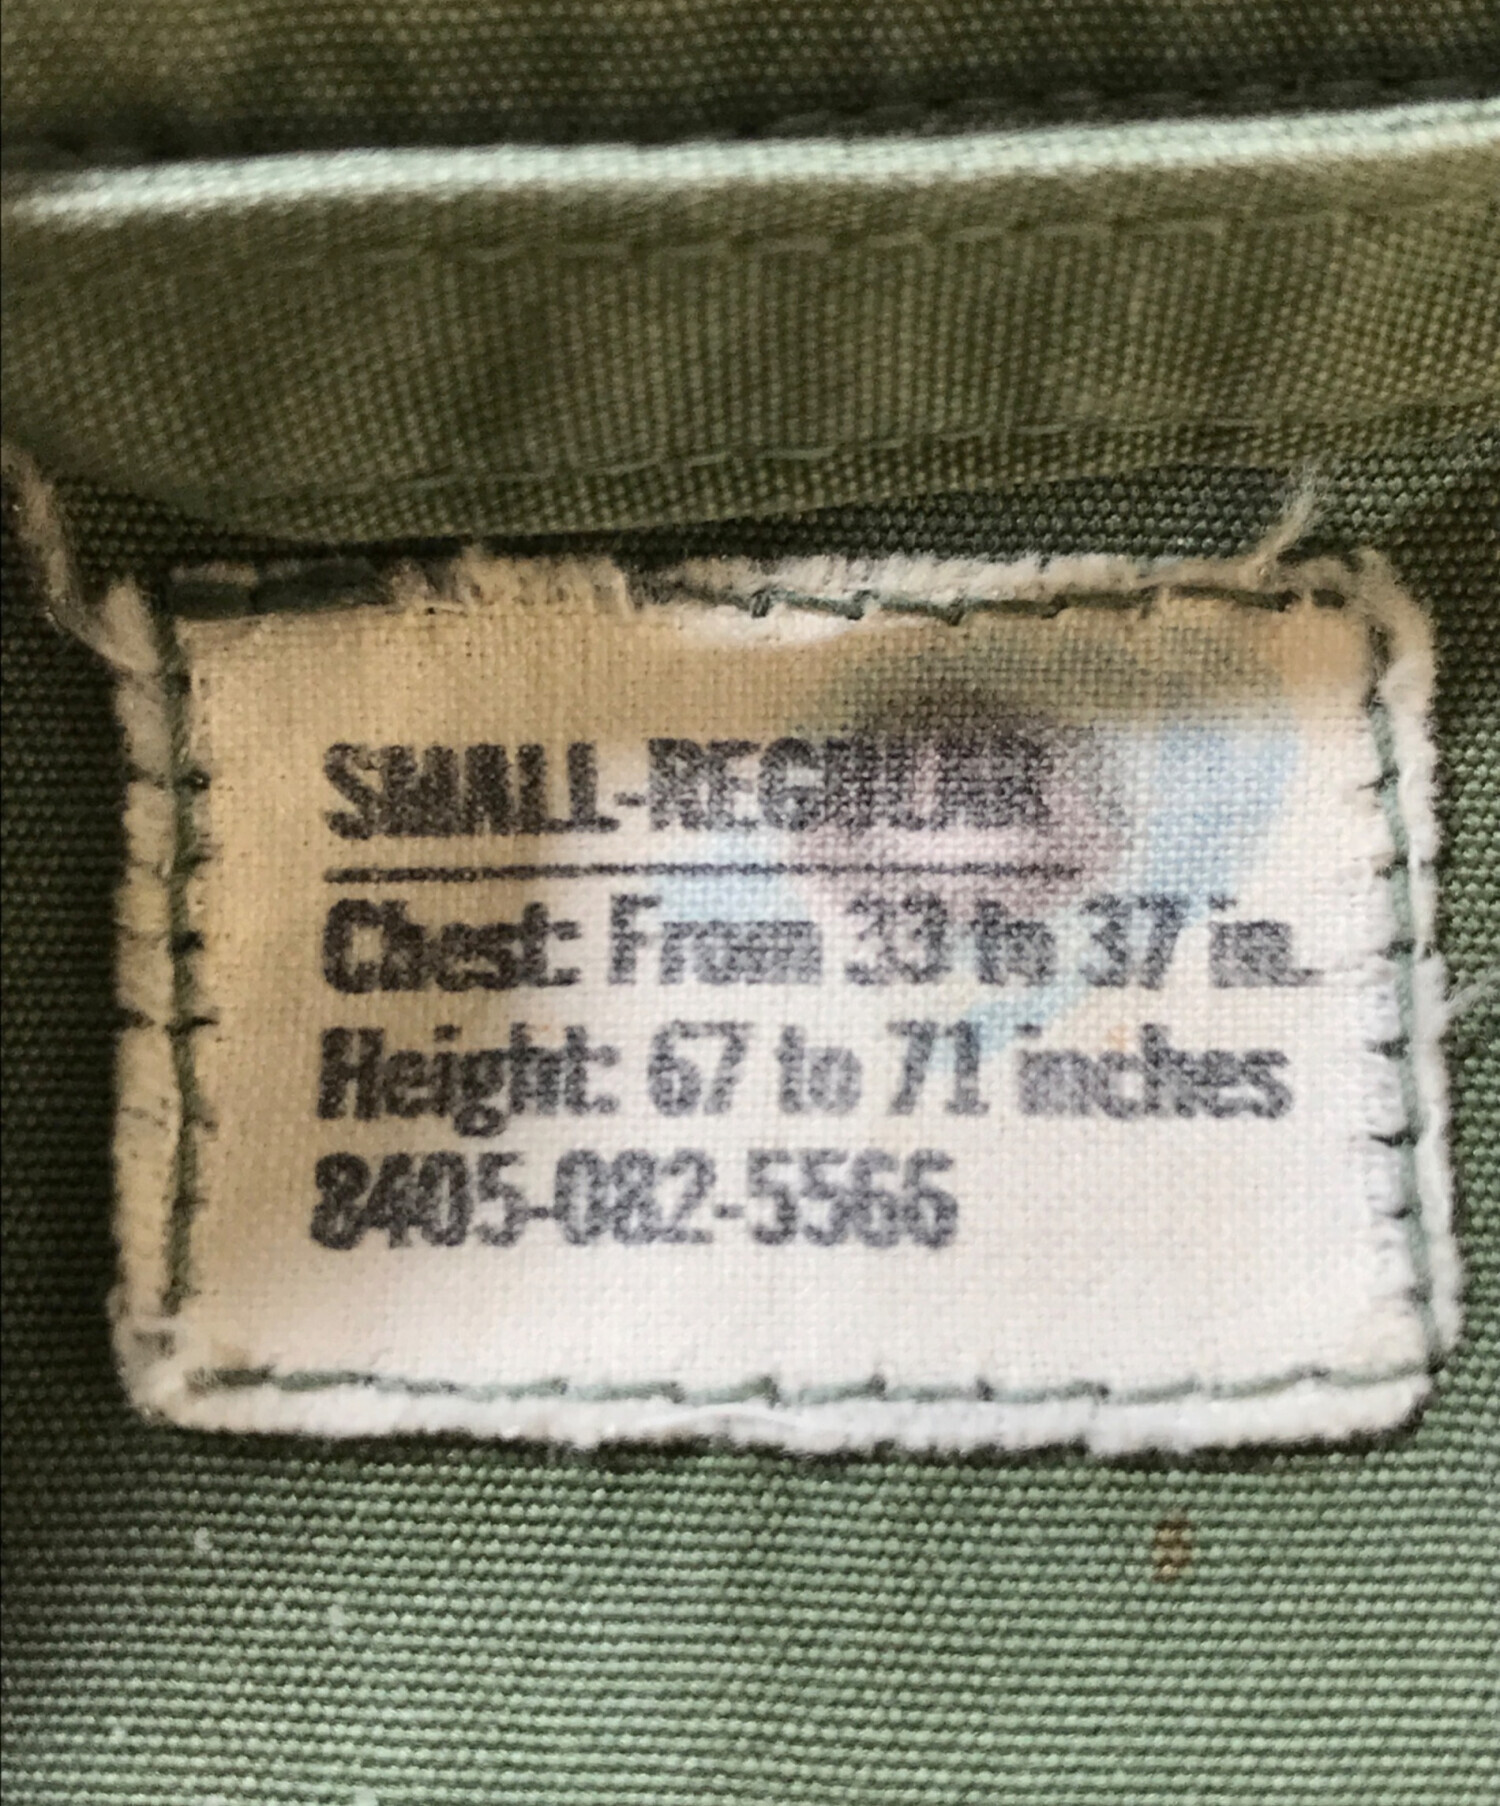 SMALL-REGULAR
Chest: From 33 to 37 in.
Height: 67 to 71 inches
8405-082-5566